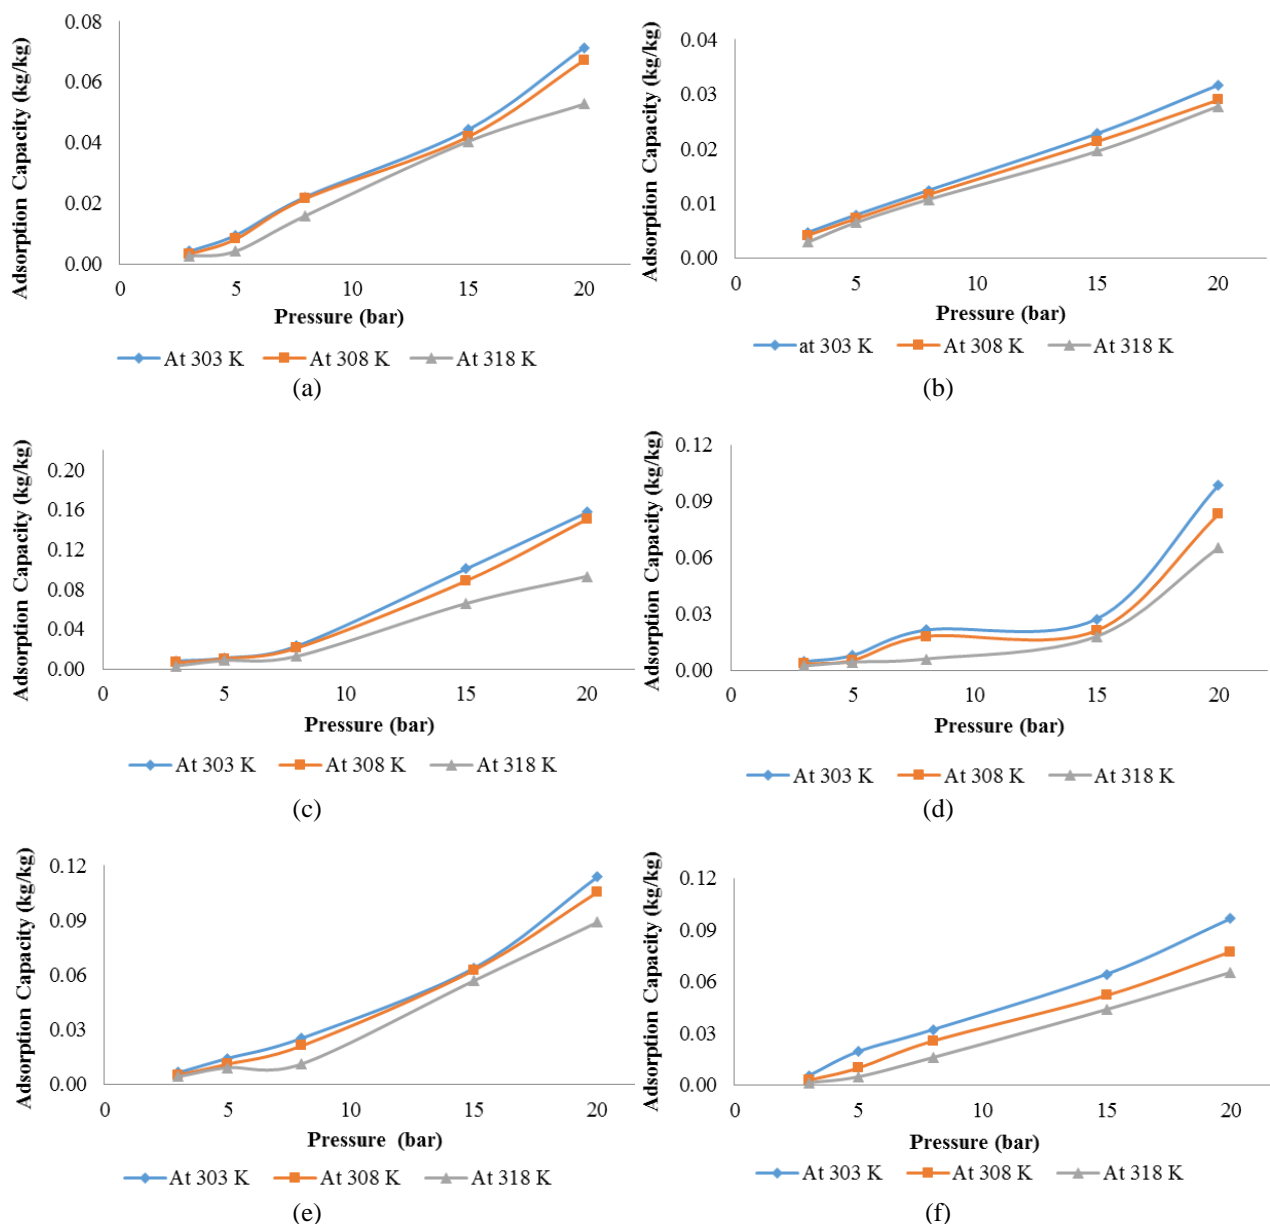 Adsorption Capacity (kg/kg)
0.08
0.06
0.04
0.02
0.00
0 5 10 15 20
Pressure (bar)
At 303 K At 308 K At 318 K
(a)
Adsorption Capacity (kg/kg)
0.04
0.03
0.02
0.01
0.00
0 5 10 15 20
Pressure (bar)
at 303 K At 308 K At 318 K
(b)
Adsorption Capacity (kg/kg)
0.20
0.16
0.12
0.08
0.04
0.00
0 5 10 15 20
Pressure (bar)
At 303 K At 308 K At 318 K
(c)
Adsorption Capacity (kg/kg)
0.12
0.09
0.06
0.03
0.00
0 5 10 15 20
Pressure (bar)
At 303 K At 308 K At 318 K
(d)
Adsorption Capacity (kg/kg)
0.12
0.09
0.06
0.03
0.00
0 5 10 15 20
Pressure (bar)
At 303 K At 308 K At 318 K
(e)
Adsorption Capacity (kg/kg)
0.12
0.09
0.06
0.03
0.00
0 5 10 15 20
Pressure (bar)
At 303 K At 308 K At 318 K
(f)